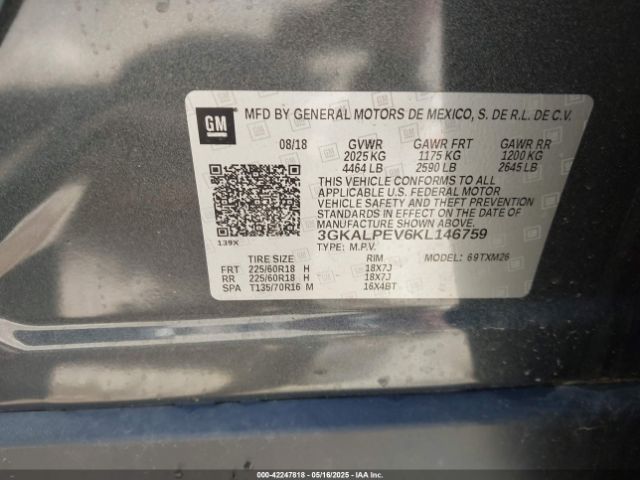 GM
MFD BY GENERAL MOTORS DE MEXICO, S. DE R.L. DE C.V.
08/18 GVWR GAWR FRT GAWR RR
2025 KG 1175 KG 1200 KG
4464 LB 2590 LB 2645 LB
THIS VEHICLE CONFORMS TO ALL
APPLICABLE U.S. FEDERAL MOTOR
VEHICLE SAFETY AND THEFT PREVENTION
STANDARDS IN EFFECT ON THE DATE OF
MANUFACTURE SHOWN ABOVE.
3GKALPEV6KL146759
139X
TYPE: M.P.V. MODEL: 69TXM26
TIRE SIZE RIM
FRT 225/60R18 H 18X7J
RR 225/60R18 H 18X7J
SPA T135/70R16 M 16X4BT
000-42247818 - 05/16/2025 - IAAI.COM